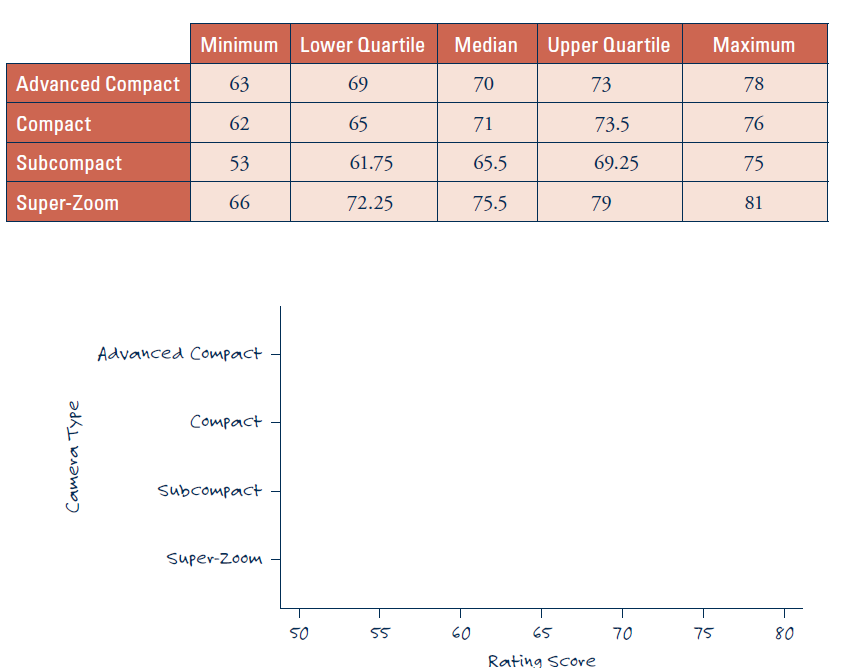 Minimum Lower Quartile Median Upper Quartile Maximum
Advanced Compact 63 69 70 73 78
Compact 62 65 71 73.5 76
Subcompact 53 61.75 65.5 69.25 75
Super-Zoom 66 72.25 75.5 79 81
Advanced Compact
Compact
Subcompact
Super-Zoom
Camera Type
50 55 60 65 70 75 80
Rating Score